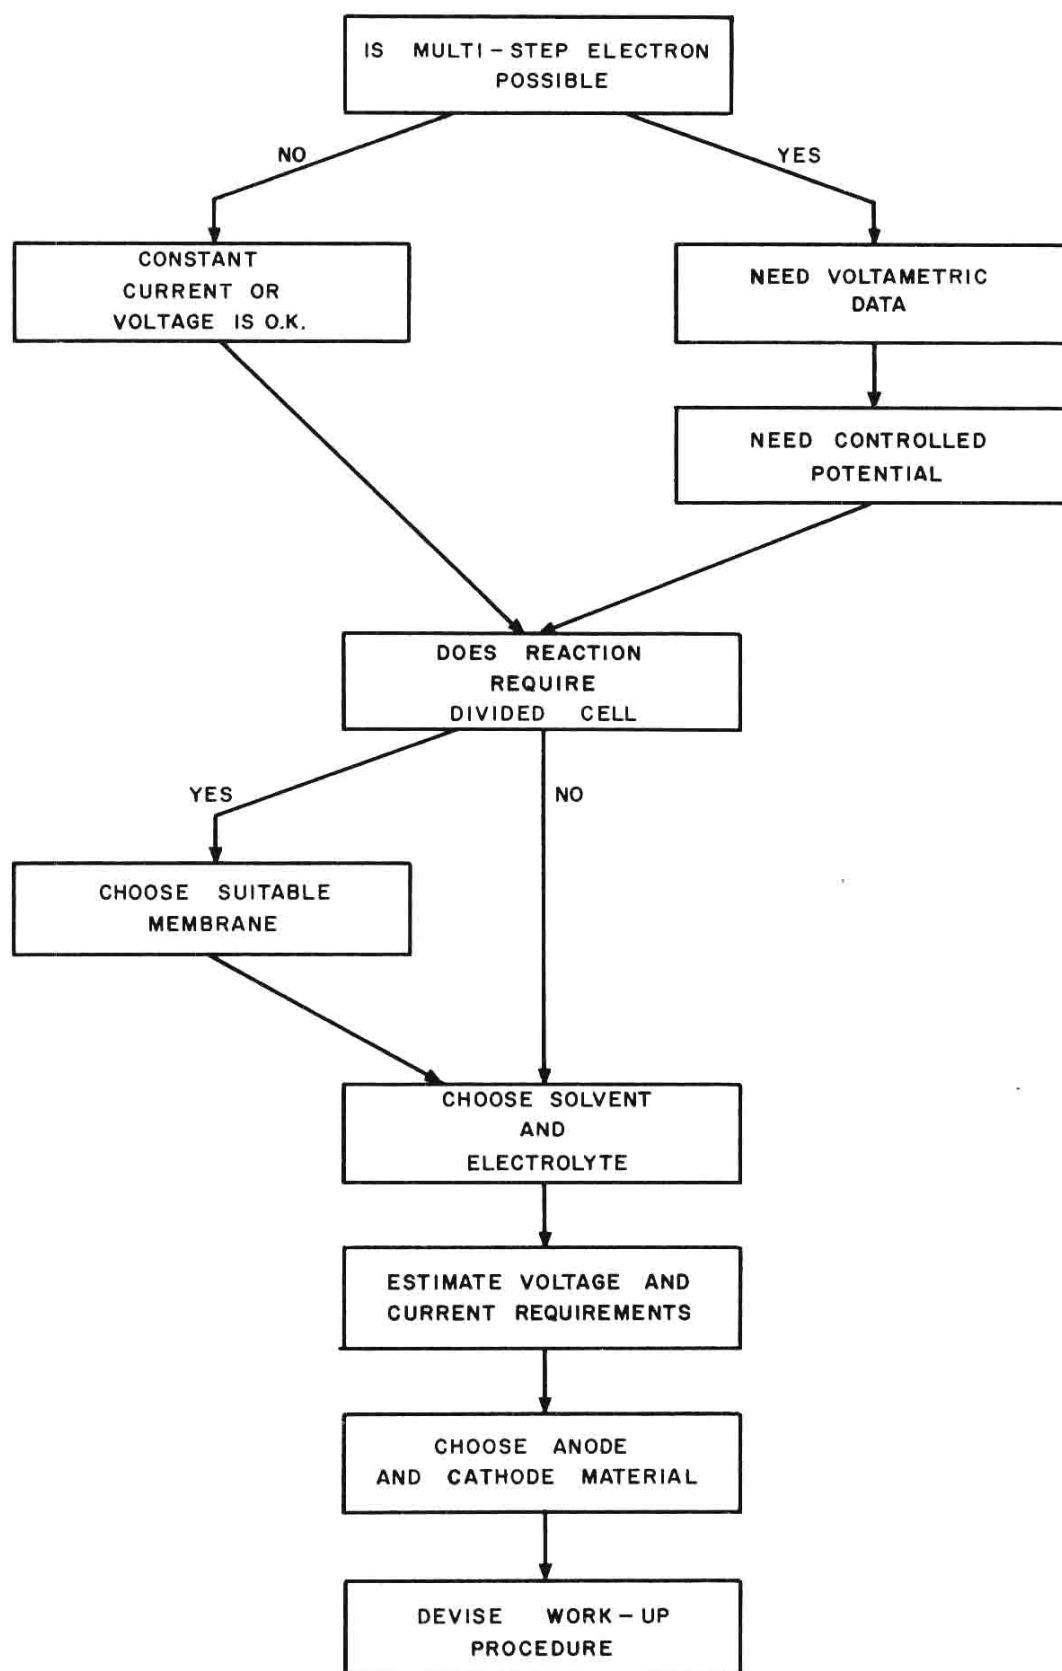 IS MULTI-STEP ELECTRON
POSSIBLE
NO
YES
CONSTANT
CURRENT OR
VOLTAGE IS O.K.
NEED VOLTAMETRIC
DATA
NEED CONTROLLED
POTENTIAL
DOES REACTION
REQUIRE
DIVIDED CELL
YES
NO
CHOOSE SUITABLE
MEMBRANE
CHOOSE SOLVENT
AND
ELECTROLYTE
ESTIMATE VOLTAGE AND
CURRENT REQUIREMENTS
CHOOSE ANODE
AND CATHODE MATERIAL
DEVISE WORK-UP
PROCEDURE